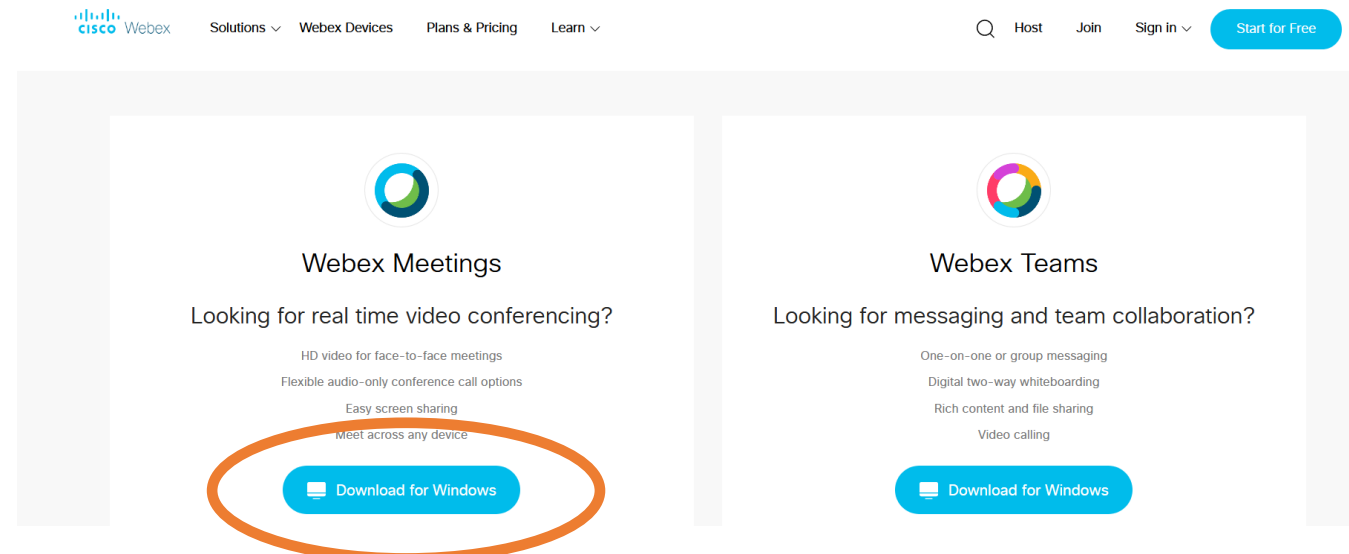 CISCO Webex
Solutions
Webex Devices
Plans & Pricing
Learn
Host
Join
Sign in
Start for Free
Webex Meetings
Looking for real time video conferencing?
HD video for face-to-face meetings
Flexible audio-only conference call options
Easy screen sharing
Meet across any device
Download for Windows
Webex Teams
Looking for messaging and team collaboration?
One-on-one or group messaging
Digital two-way whiteboarding
Rich content and file sharing
Video calling
Download for Windows